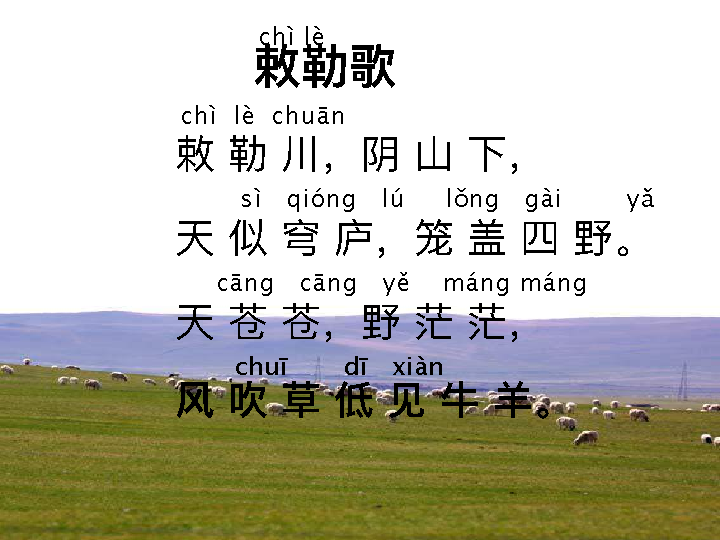 chì lè
敕勒歌
chì lè chuān
敕勒川，阴山下，
sì qióng lú lǒng gài yǎ
天似穹庐，笼盖四野。
cāng cāng yě máng máng
天苍苍，野茫茫，
chuī dī xiàn
风吹草低见牛羊。